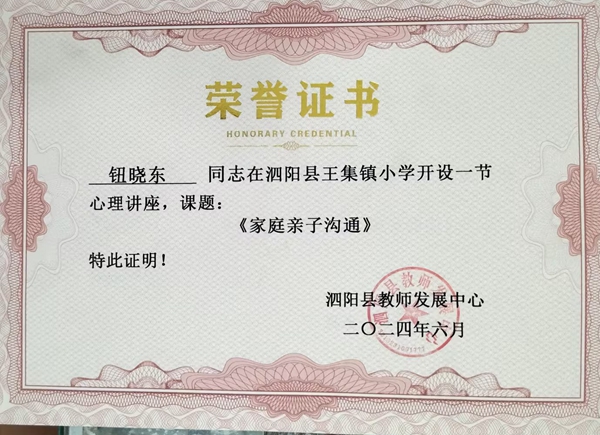 荣誉证书
HONORARY CREDENTIAL
钮晓东 同志在泗阳县王集镇小学开设一节
心理讲座，课题：
《家庭亲子沟通》
特此证明！
泗阳县教师发展中心
二〇二四年六月